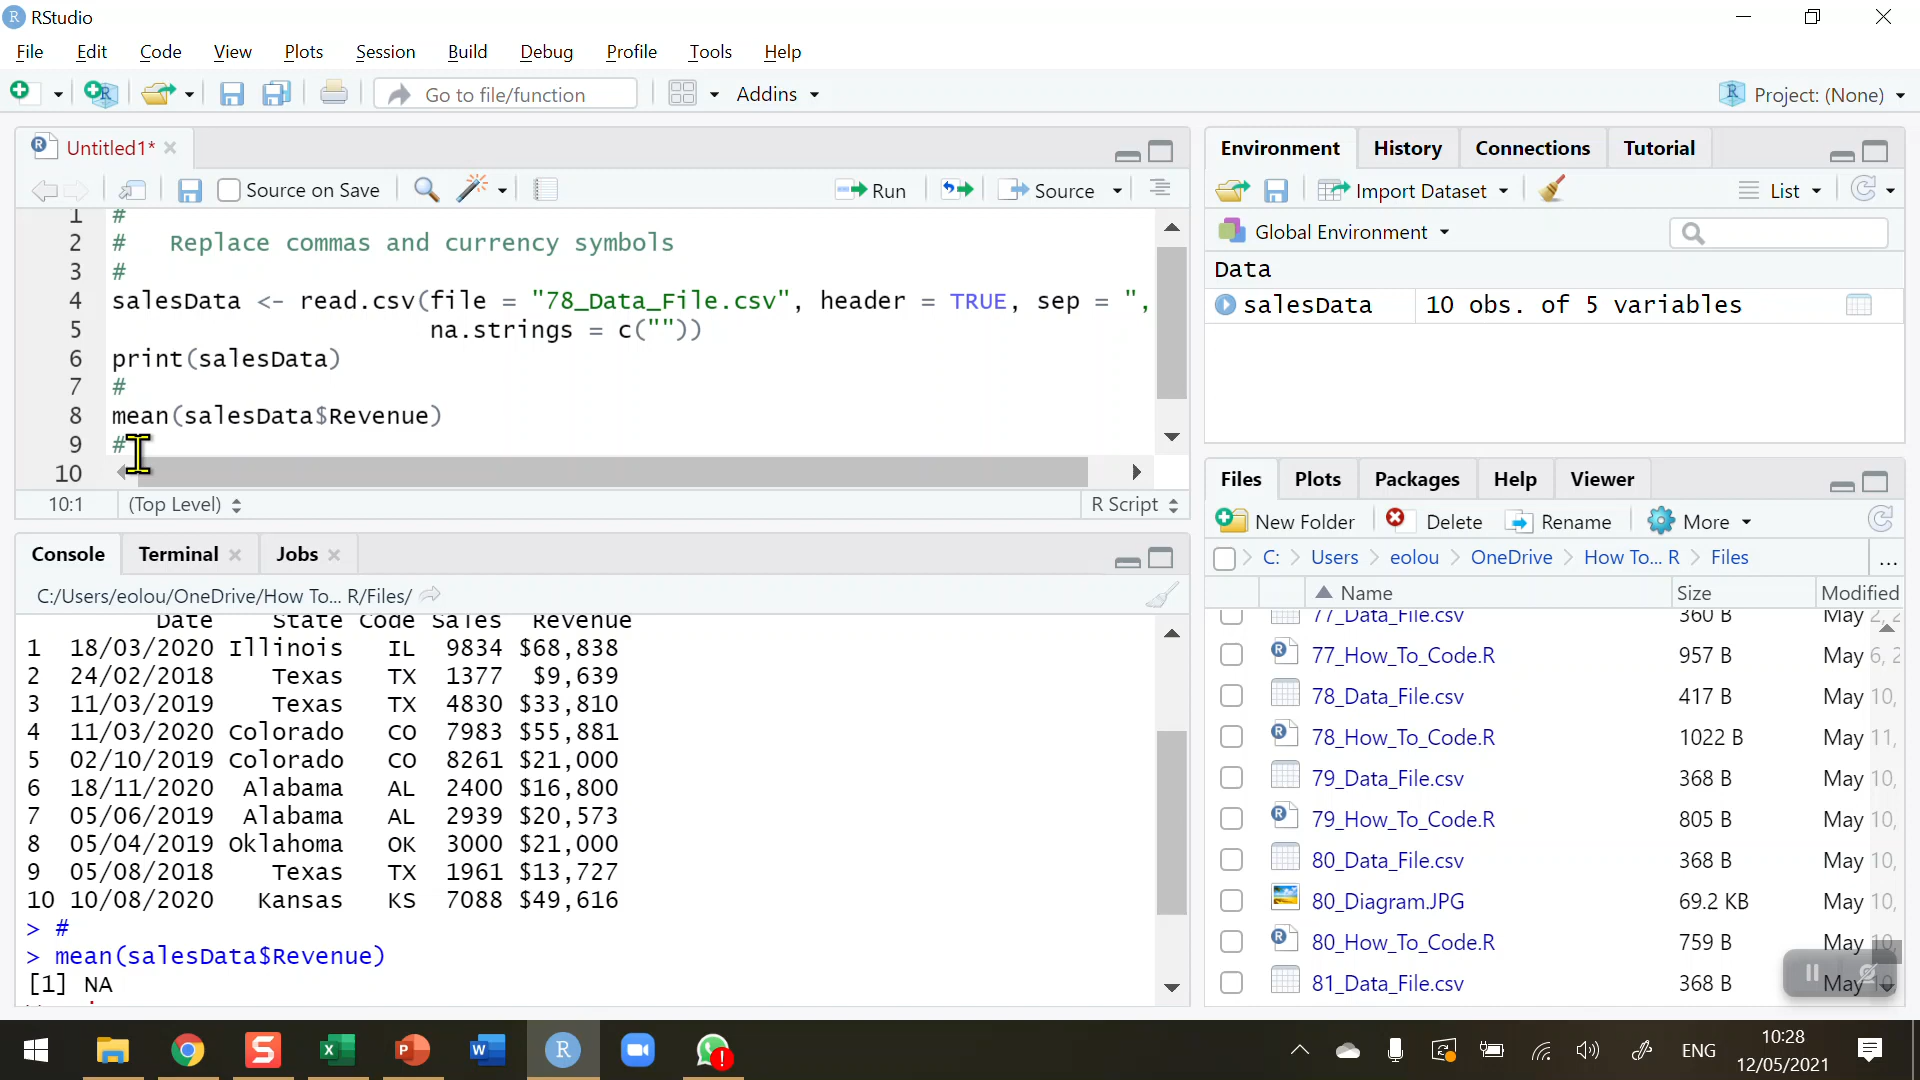 RStudio
File Edit Code View Plots Session Build Debug Profile Tools Help
Go to file/function Addins Project: (None)
Untitled1*
Source on Save Run Source
1 #
2 # Replace commas and currency symbols
3 #
4 salesData <- read.csv(file = "78_Data_File.csv", header = TRUE, sep = ",
5 na.strings = c(""))
6 print(salesData)
7 #
8 mean(salesData$Revenue)
9 #
10
10:1 (Top Level) R Script
Console Terminal Jobs
C:/Users/eolou/OneDrive/How To... R/Files/
Date State Code Sales Revenue
1 18/03/2020 Illinois IL 9834 $68,838
2 24/02/2018 Texas TX 1377 $9,639
3 11/03/2019 Texas TX 4830 $33,810
4 11/03/2020 Colorado CO 7983 $55,881
5 02/10/2019 Colorado CO 8261 $21,000
6 18/11/2020 Alabama AL 2400 $16,800
7 05/06/2019 Alabama AL 2939 $20,573
8 05/04/2019 Oklahoma OK 3000 $21,000
9 05/08/2018 Texas TX 1961 $13,727
10 10/08/2020 Kansas KS 7088 $49,616
> #
> mean(salesData$Revenue)
[1] NA
Environment History Connections Tutorial
Import Dataset List
Global Environment
Data
salesData 10 obs. of 5 variables
Files Plots Packages Help Viewer
New Folder Delete Rename More
C: Users eolou OneDrive How To... R Files ...
Name Size Modified
77_Data_File.csv 360 B May 2, 2
77_How_To_Code.R 957 B May 6, 2
78_Data_File.csv 417 B May 10,
78_How_To_Code.R 1022 B May 11,
79_Data_File.csv 368 B May 10,
79_How_To_Code.R 805 B May 10,
80_Data_File.csv 368 B May 10,
80_Diagram.JPG 69.2 KB May 10,
80_How_To_Code.R 759 B May 10,
81_Data_File.csv 368 B May 10
ENG
10:28
12/05/2021